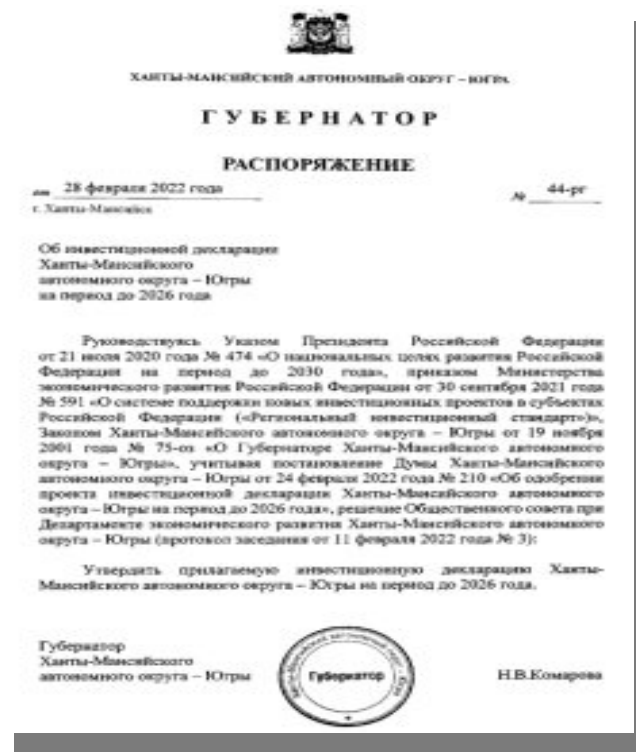 ХАНТЫ-МАНСИЙСКИЙ АВТОНОМНЫЙ ОКРУГ – ЮГРА
ГУБЕРНАТОР
РАСПОРЯЖЕНИЕ
от 28 февраля 2022 года № 44-рг
г. Ханты-Мансийск
Об инвестиционной декларации
Ханты-Мансийского
автономного округа – Югры
на период до 2026 года
Руководствуясь Указом Президента Российской Федерации
от 21 июля 2020 года № 474 «О национальных целях развития Российской
Федерации на период до 2030 года», приказом Министерства
экономического развития Российской Федерации от 30 сентября 2021 года
№ 591 «О системе поддержки новых инвестиционных проектов в субъектах
Российской Федерации («Региональный инвестиционный стандарт»)»,
Законом Ханты-Мансийского автономного округа – Югры от 19 ноября
2001 года № 75-оз «О Губернаторе Ханты-Мансийского автономного
округа – Югры», учитывая постановление Думы Ханты-Мансийского
автономного округа – Югры от 24 февраля 2022 года № 210 «Об одобрении
проекта инвестиционной декларации Ханты-Мансийского автономного
округа – Югры на период до 2026 года», решение Общественного совета при
Департаменте экономического развития Ханты-Мансийского автономного
округа – Югры (протокол заседания от 11 февраля 2022 года № 3):
Утвердить прилагаемую инвестиционную декларацию Ханты-
Мансийского автономного округа – Югры на период до 2026 года.
Губернатор
Ханты-Мансийского
автономного округа – Югры
Губернатор
Н.В.Комарова